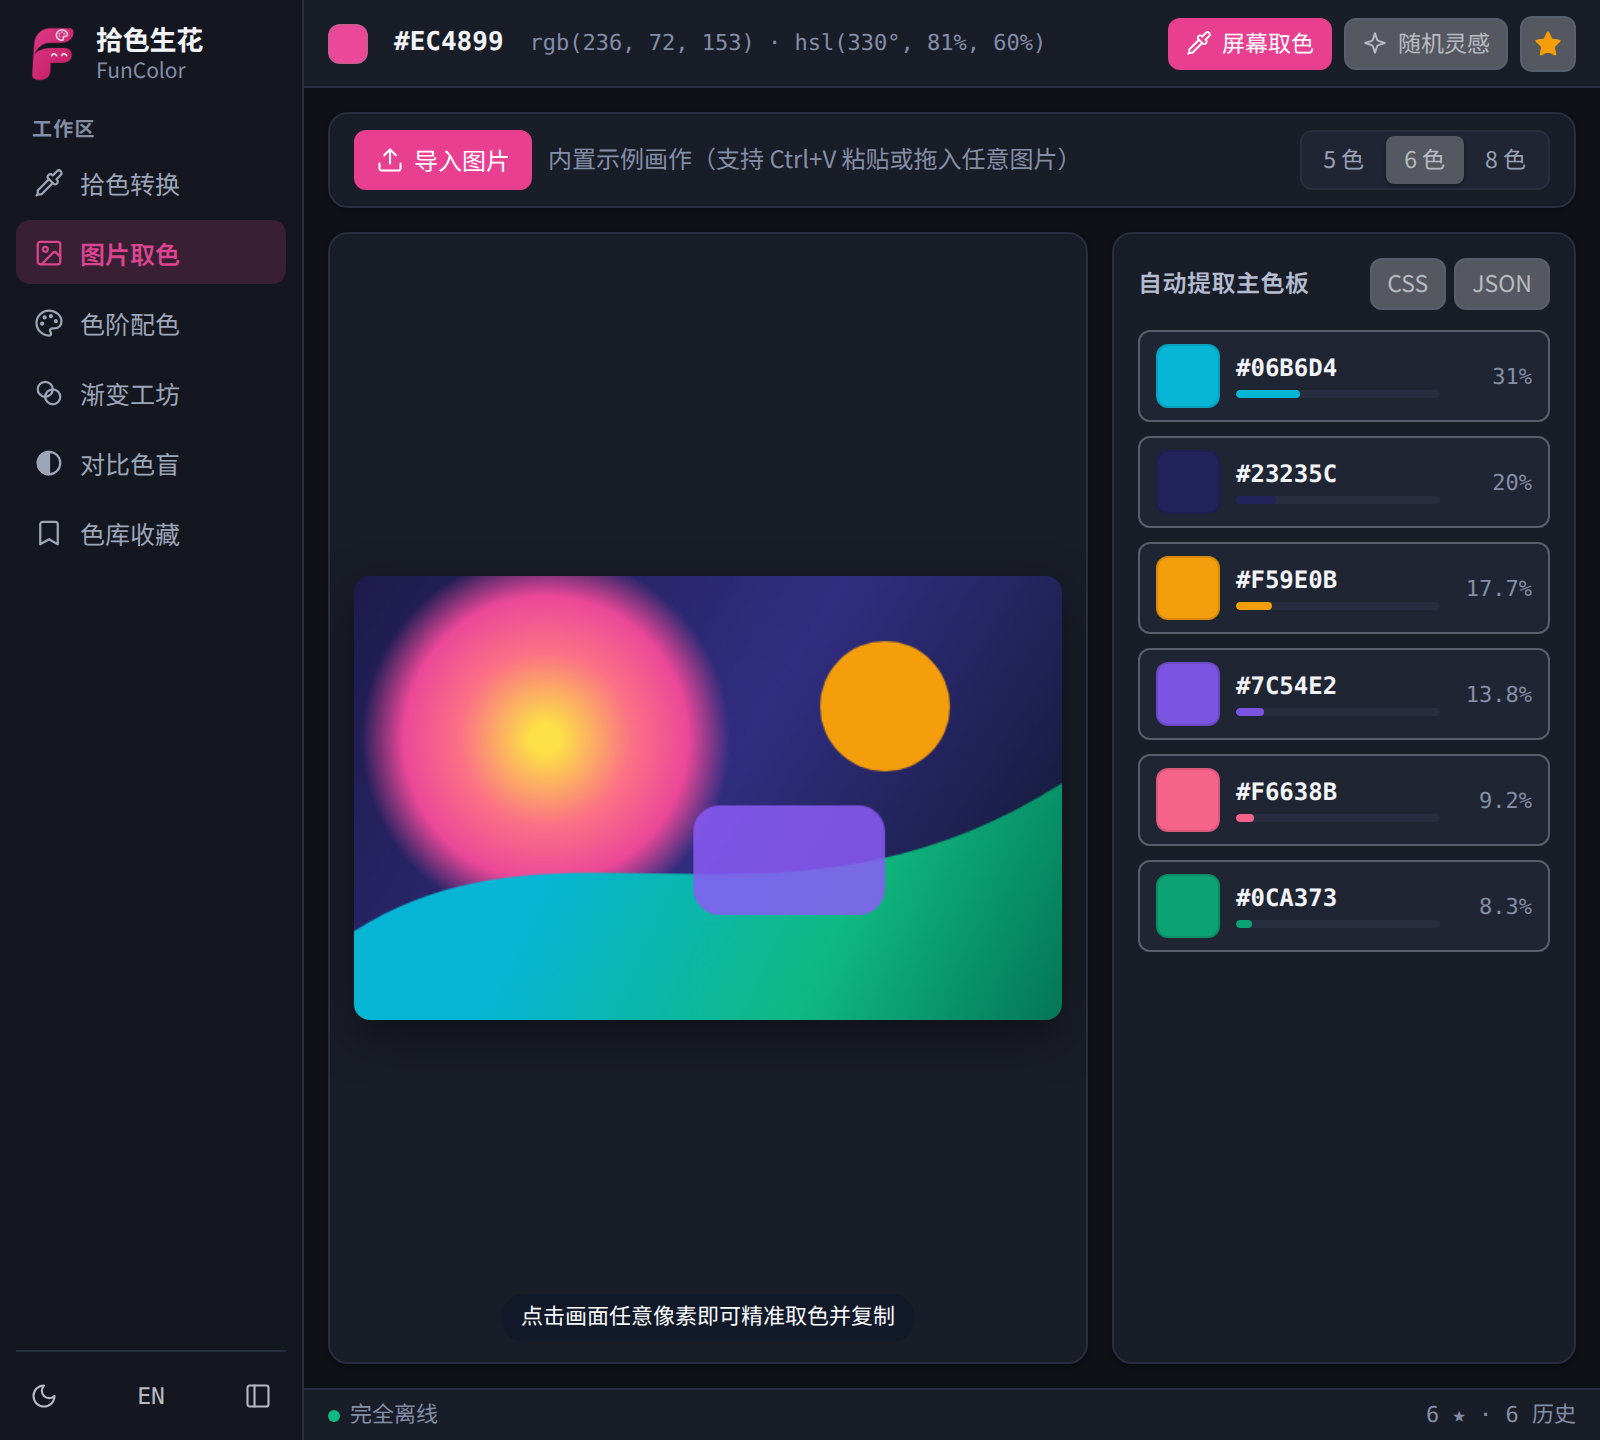 拾色生花
FunColor
工作区
拾色转换
图片取色
色阶配色
渐变工坊
对比色盲
色库收藏
EN
#EC4899 rgb(236, 72, 153) · hsl(330°, 81%, 60%)
屏幕取色
随机灵感
导入图片
内置示例画作（支持 Ctrl+V 粘贴或拖入任意图片）
5 色
6 色
8 色
点击画面任意像素即可精准取色并复制
自动提取主色板
CSS
JSON
#06B6D4 31%
#23235C 20%
#F59E0B 17.7%
#7C54E2 13.8%
#F6638B 9.2%
#0CA373 8.3%
完全离线
6 ★ · 6 历史